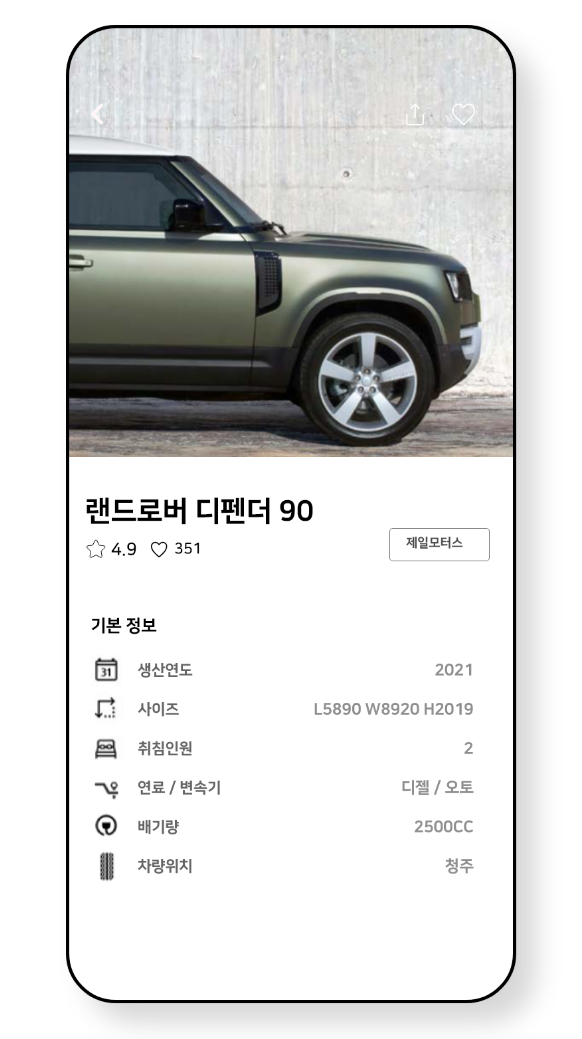 랜드로버 디펜더 90
4.9 351
제일모터스
기본 정보
31 생산연도 2021
사이즈 L5890 W8920 H2019
취침인원 2
연료 / 변속기 디젤 / 오토
배기량 2500CC
차량위치 청주